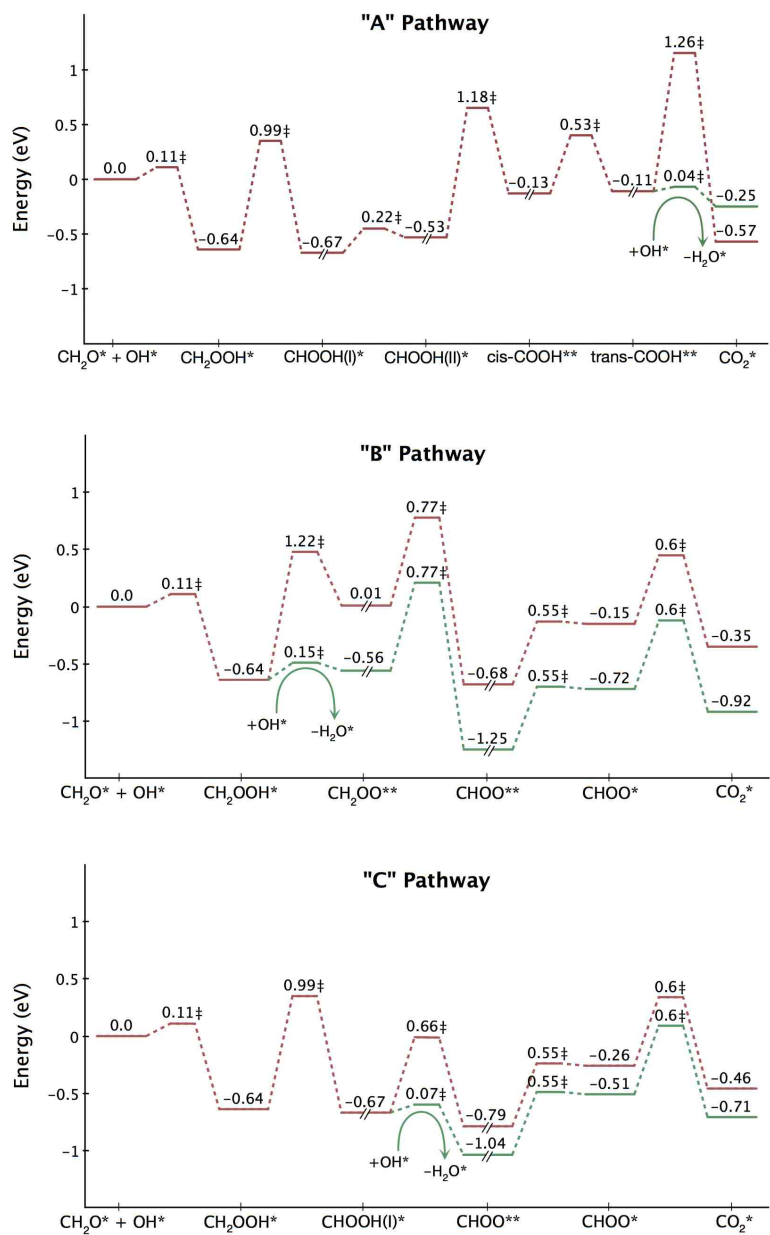 "A" Pathway
Energy (eV)
1
0.5
0
−0.5
−1
0.0
0.11‡
−0.64
0.99‡
−0.67
0.22‡
−0.53
1.18‡
−0.13
0.53‡
−0.11
1.26‡
0.04‡
−0.25
−0.57
+OH*
−H₂O*
CH₂O* + OH*
CH₂OOH*
CHOOH(I)*
CHOOH(II)*
cis-COOH**
trans-COOH**
CO₂*
"B" Pathway
Energy (eV)
1
0.5
0
−0.5
−1
0.0
0.11‡
−0.64
1.22‡
0.15‡
0.01
−0.56
0.77‡
0.77‡
−0.68
−1.25
0.55‡
0.55‡
−0.15
−0.72
0.6‡
0.6‡
−0.35
−0.92
+OH*
−H₂O*
CH₂O* + OH*
CH₂OOH*
CH₂OO**
CHOO**
CHOO*
CO₂*
"C" Pathway
Energy (eV)
1
0.5
0
−0.5
−1
0.0
0.11‡
−0.64
0.99‡
−0.67
0.66‡
0.07‡
−0.79
−1.04
0.55‡
0.55‡
−0.26
−0.51
0.6‡
0.6‡
−0.46
−0.71
+OH*
−H₂O*
CH₂O* + OH*
CH₂OOH*
CHOOH(I)*
CHOO**
CHOO*
CO₂*